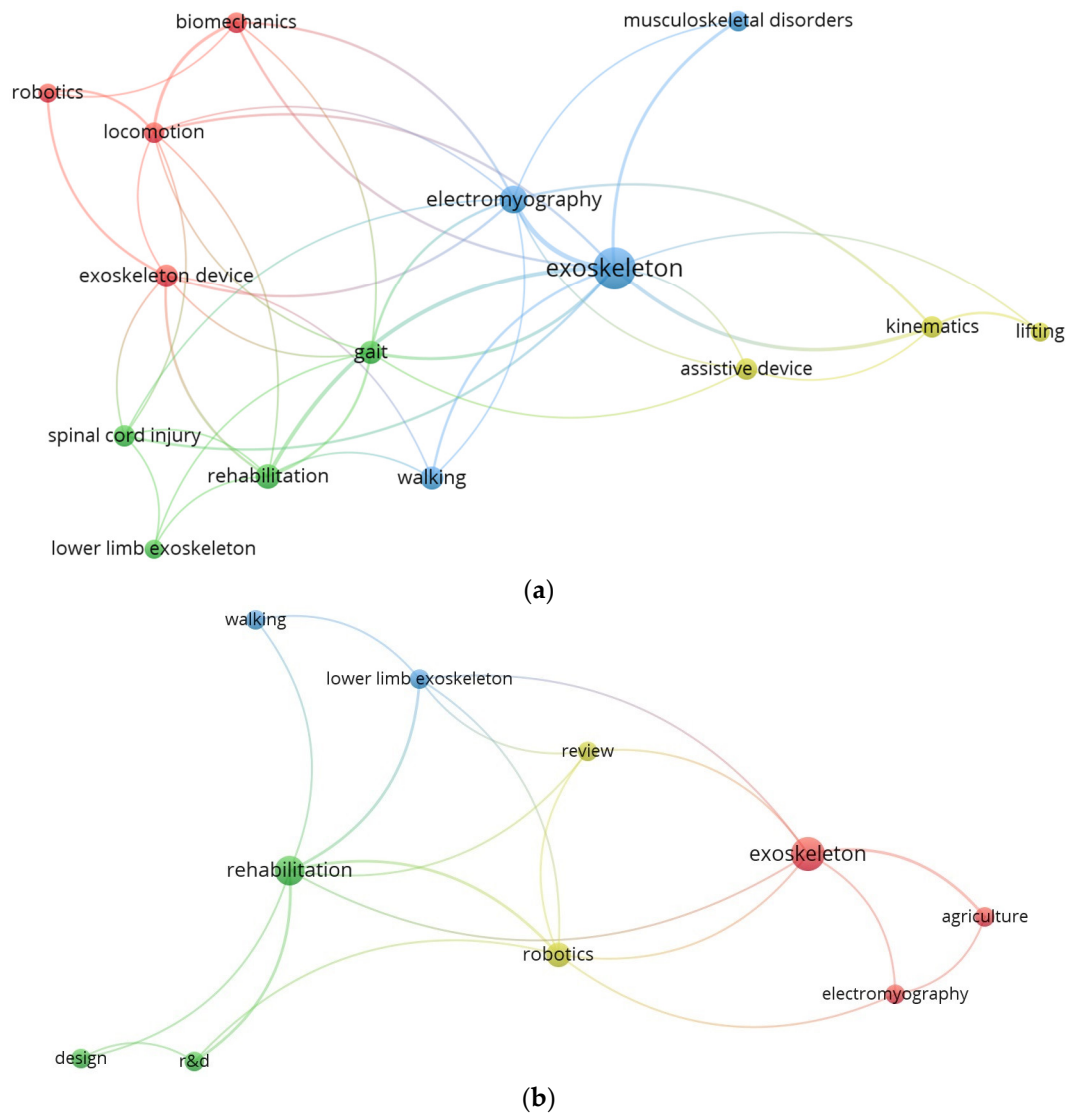 biomechanics
musculoskeletal disorders
robotics
locomotion
electromyography
exoskeleton
exoskeleton device
kinematics
lifting
gait
assistive device
spinal cord injury
rehabilitation
walking
lower limb exoskeleton
(a)
walking
lower limb exoskeleton
review
exoskeleton
rehabilitation
agriculture
robotics
electromyography
design
r&d
(b)